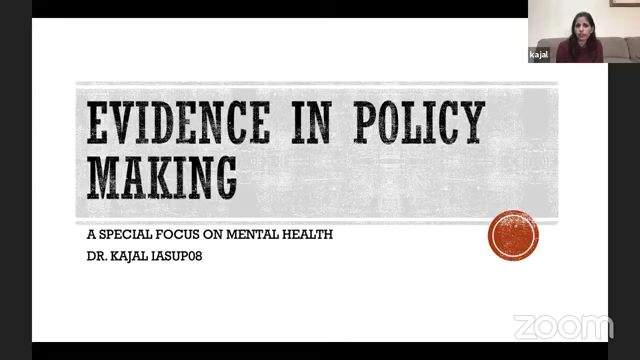 kajal
EVIDENCE IN POLICY
MAKING
A SPECIAL FOCUS ON MENTAL HEALTH
DR. KAJAL IASUP08
zoom